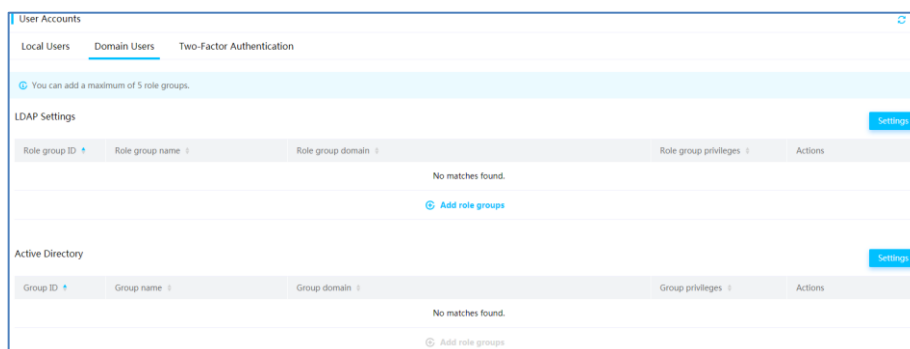 User Accounts
Local Users Domain Users Two-Factor Authentication
You can add a maximum of 5 role groups.
LDAP Settings
Settings
Role group ID Role group name Role group domain Role group privileges Actions
No matches found.
Add role groups
Active Directory
Settings
Group ID Group name Group domain Group privileges Actions
No matches found.
Add role groups